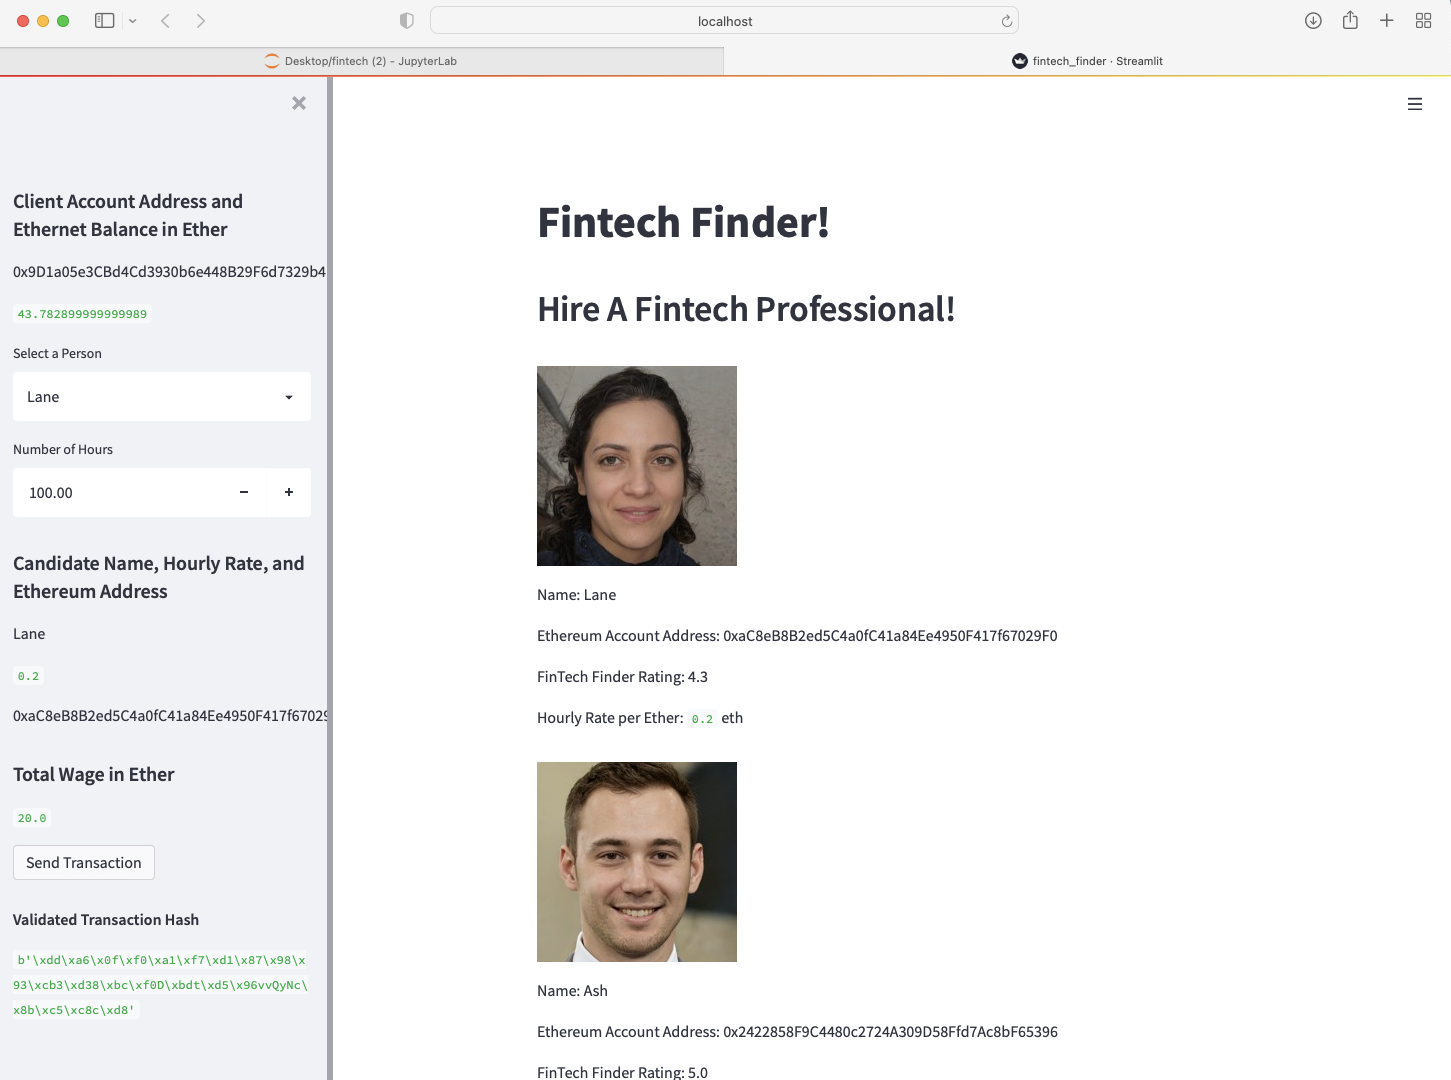 localhost
Desktop/fintech (2) - JupyterLab
fintech_finder · Streamlit
Client Account Address and
Ethernet Balance in Ether
0x9D1a05e3CBd4Cd3930b6e448B29F6d7329b4
43.782899999999989
Select a Person
Lane
Number of Hours
100.00
Candidate Name, Hourly Rate, and
Ethereum Address
Lane
0.2
0xaC8eB8B2ed5C4a0fC41a84Ee4950F417f67029
Total Wage in Ether
20.0
Send Transaction
Validated Transaction Hash
b'\xdd\xa6\x0f\xf0\xa1\xf7\xd1\x87\x98\x
93\xcb3\xd38\xbc\xf0D\xbdt\xd5\x96vvQyNc\
x8b\xc5\xc8c\xd8'
Fintech Finder!
Hire A Fintech Professional!
Name: Lane
Ethereum Account Address: 0xaC8eB8B2ed5C4a0fC41a84Ee4950F417f67029F0
FinTech Finder Rating: 4.3
Hourly Rate per Ether: 0.2 eth
Name: Ash
Ethereum Account Address: 0x2422858F9C4480c2724A309D58Ffd7Ac8bF65396
FinTech Finder Rating: 5.0